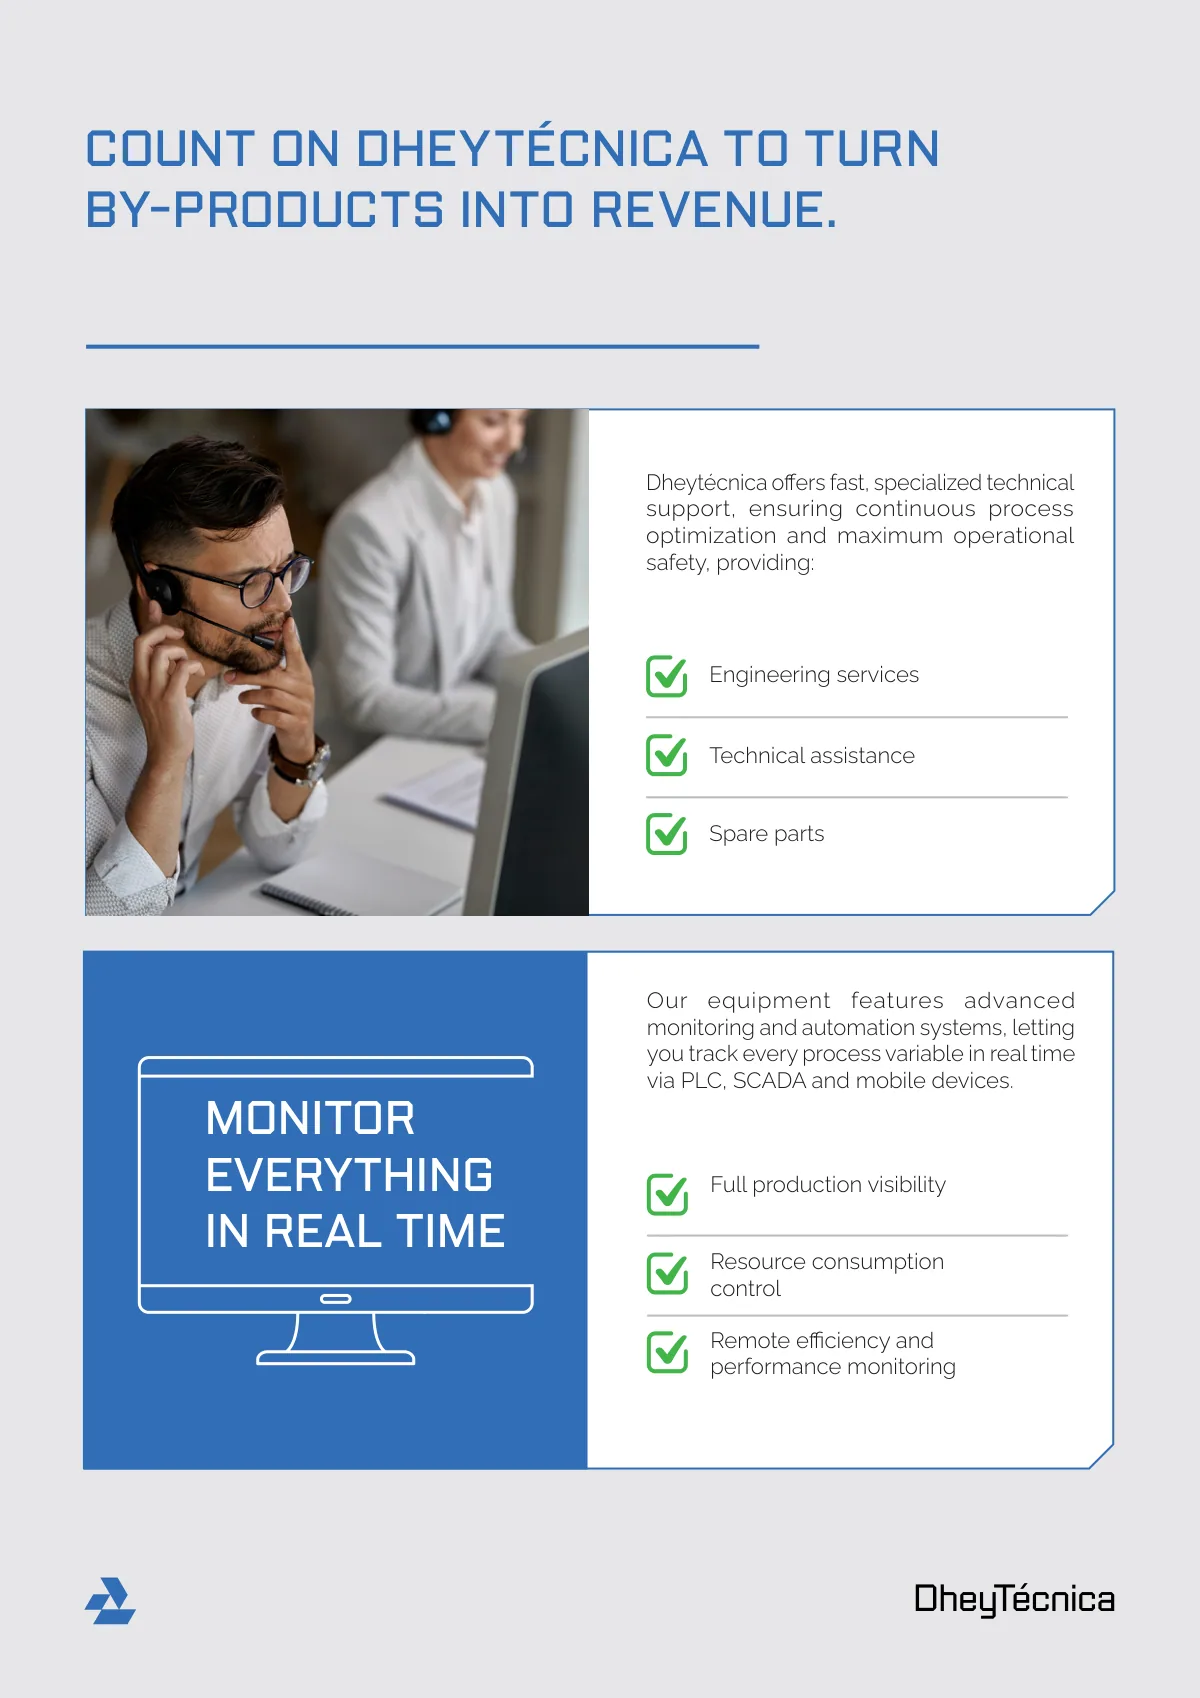 COUNT ON DHEYTÉCNICA TO TURN
BY-PRODUCTS INTO REVENUE.
Dheytécnica offers fast, specialized technical
support, ensuring continuous process
optimization and maximum operational
safety, providing:
Engineering services
Technical assistance
Spare parts
MONITOR
EVERYTHING
IN REAL TIME
Our equipment features advanced
monitoring and automation systems, letting
you track every process variable in real time
via PLC, SCADA and mobile devices.
Full production visibility
Resource consumption
control
Remote efficiency and
performance monitoring
DheyTécnica